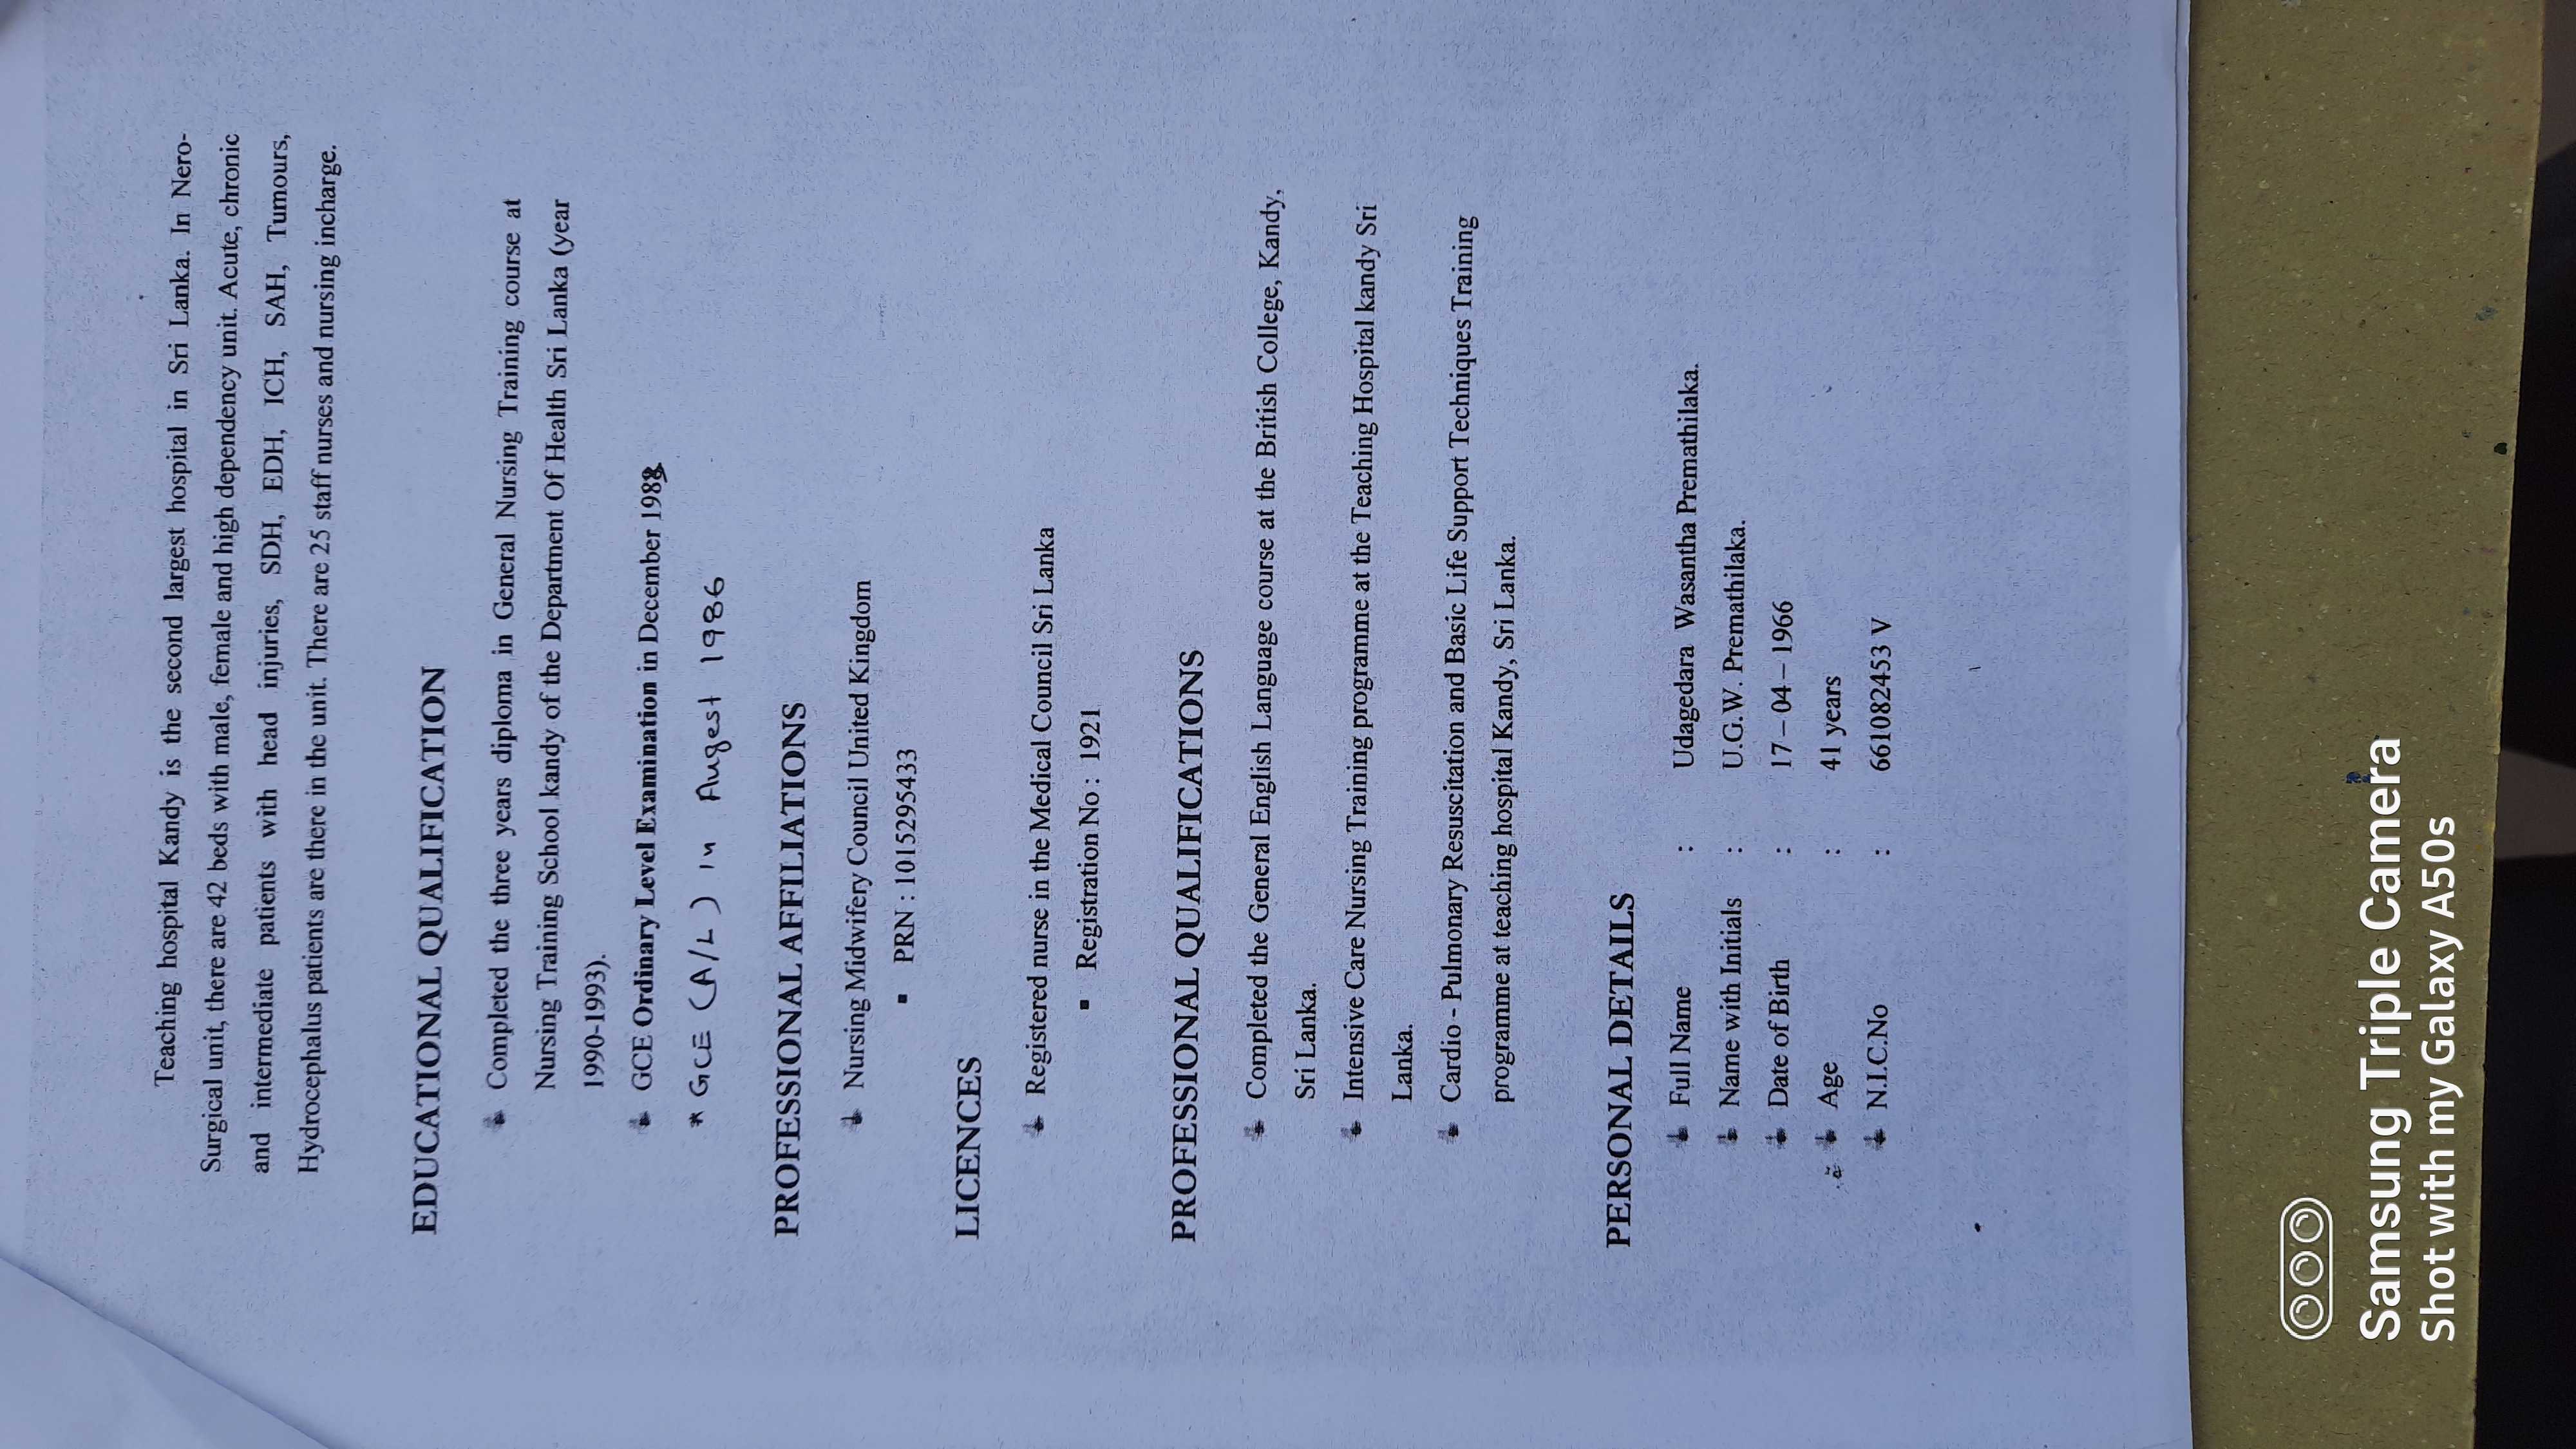 Teaching hospital Kandy is the second largest hospital in Sri Lanka. In Nero-
Surgical unit, there are 42 beds with male, female and high dependency unit. Acute, chronic
and intermediate patients with head injuries, SDH, EDH, ICH, SAH, Tumours,
Hydrocephalus patients are there in the unit. There are 25 staff nurses and nursing incharge.
EDUCATIONAL QUALIFICATION
Completed the three years diploma in General Nursing Training course at
Nursing Training School kandy of the Department Of Health Sri Lanka (year
1990-1993).
GCE Ordinary Level Examination in December
* GCE (A/L) in Augest 1986
PROFESSIONAL AFFILIATIONS
Nursing Midwifery Council United Kingdom
▪ PRN : 1015295433
LICENCES
Registered nurse in the Medical Council Sri Lanka
▪ Registration No : 1921
PROFESSIONAL QUALIFICATIONS
Completed the General English Language course at the British College, Kandy,
Sri Lanka.
Intensive Care Nursing Training programme at the Teaching Hospital kandy Sri
Lanka.
Cardio - Pulmonary Resuscitation and Basic Life Support Techniques Training
programme at teaching hospital Kandy, Sri Lanka.
PERSONAL DETAILS
Full Name : Udagedara Wasantha Premathilaka.
Name with Initials : U.G.W. Premathilaka.
Date of Birth : 17 – 04 – 1966
Age : 41 years
N.I.C.No : 661082453 V
Samsung Triple Camera
Shot with my Galaxy A50s